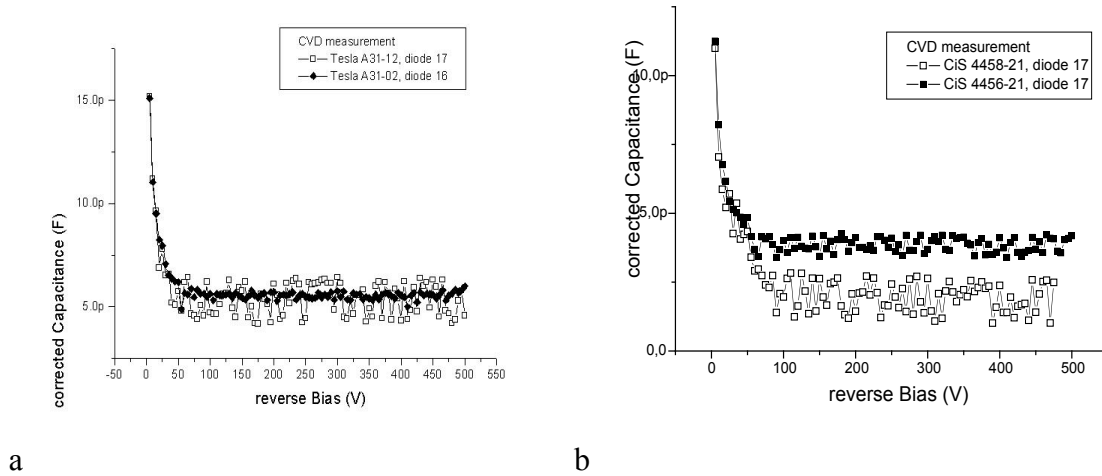 CVD measurement
Tesla A31-12, diode 17
Tesla A31-02, diode 16
corrected Capacitance (F)
15.0p
10.0p
5.0p
-50 0 50 100 150 200 250 300 350 400 450 500 550
reverse Bias (V)
a
CVD measurement
CiS 4458-21, diode 17
CiS 4456-21, diode 17
corrected Capacitance (F)
10,0p
5,0p
0,0
0 100 200 300 400 500
reverse Bias (V)
b